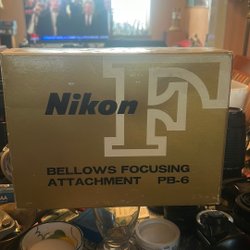 Nikon F
BELLOWS FOCUSING
ATTACHMENT PB-6